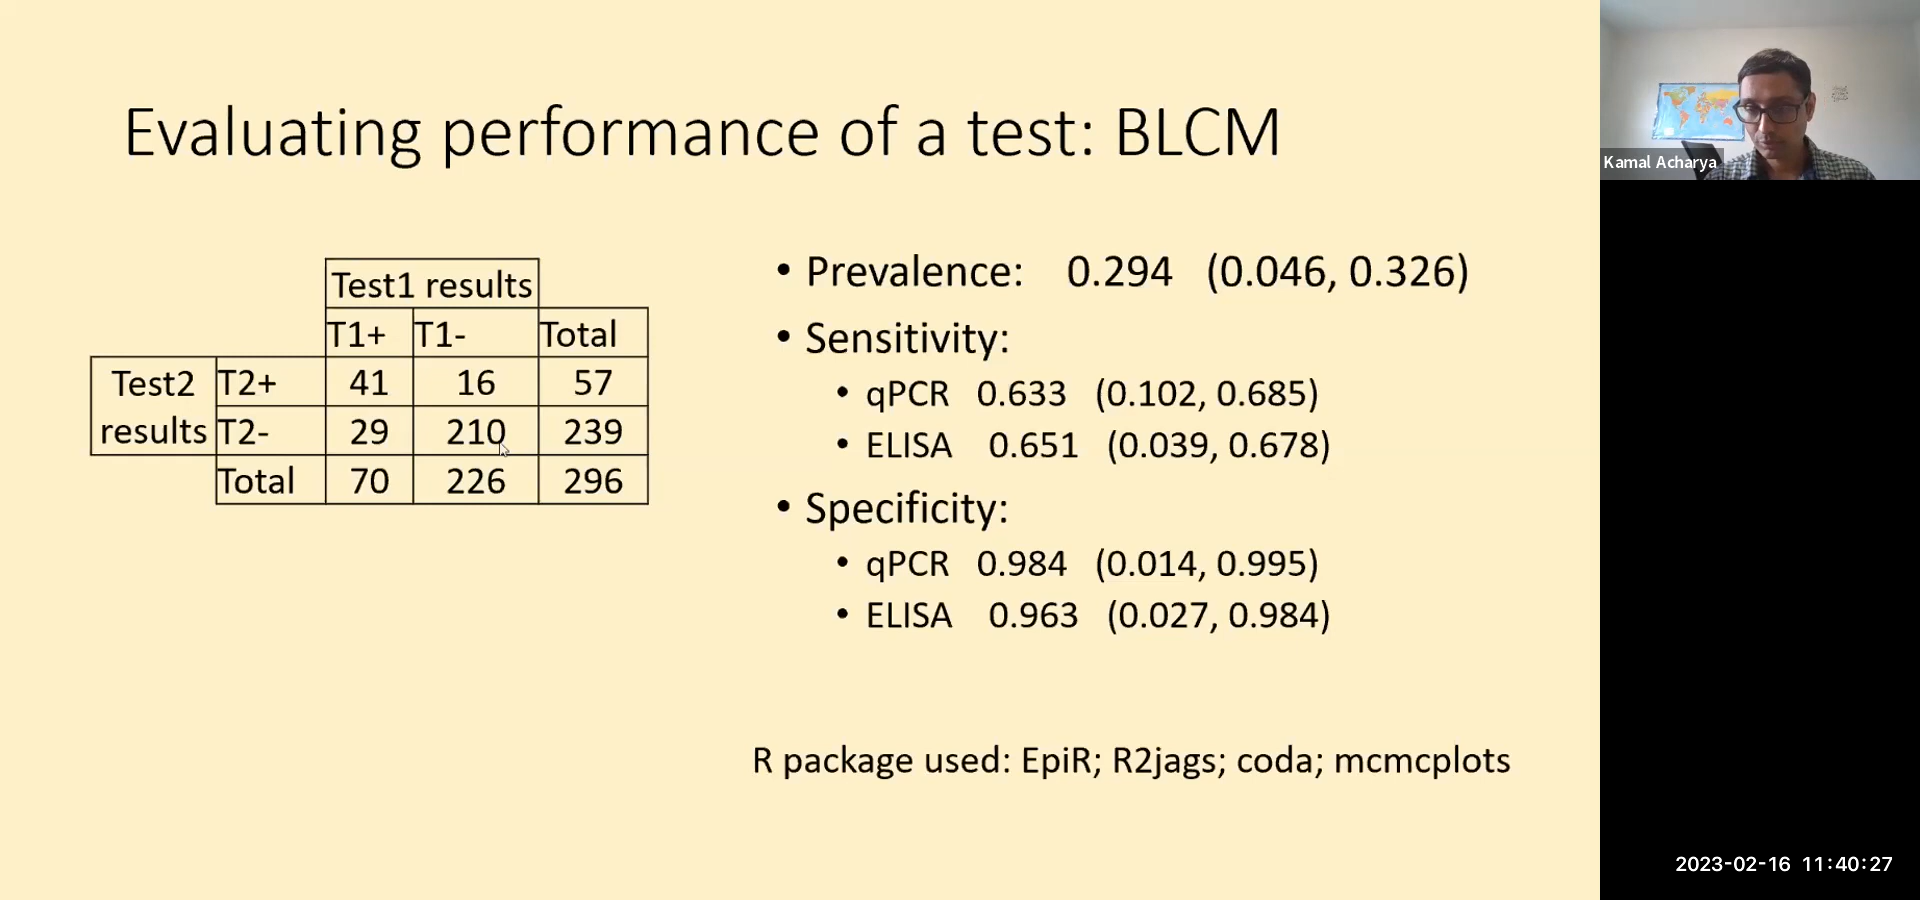 Evaluating performance of a test: BLCM
Test1 results
T1+ T1- Total
Test2 results T2+ 41 16 57
T2- 29 210 239
Total 70 226 296
• Prevalence: 0.294 (0.046, 0.326)
• Sensitivity:
• qPCR 0.633 (0.102, 0.685)
• ELISA 0.651 (0.039, 0.678)
• Specificity:
• qPCR 0.984 (0.014, 0.995)
• ELISA 0.963 (0.027, 0.984)
R package used: EpiR; R2jags; coda; mcmcplots
Kamal Acharya
2023-02-16 11:40:27